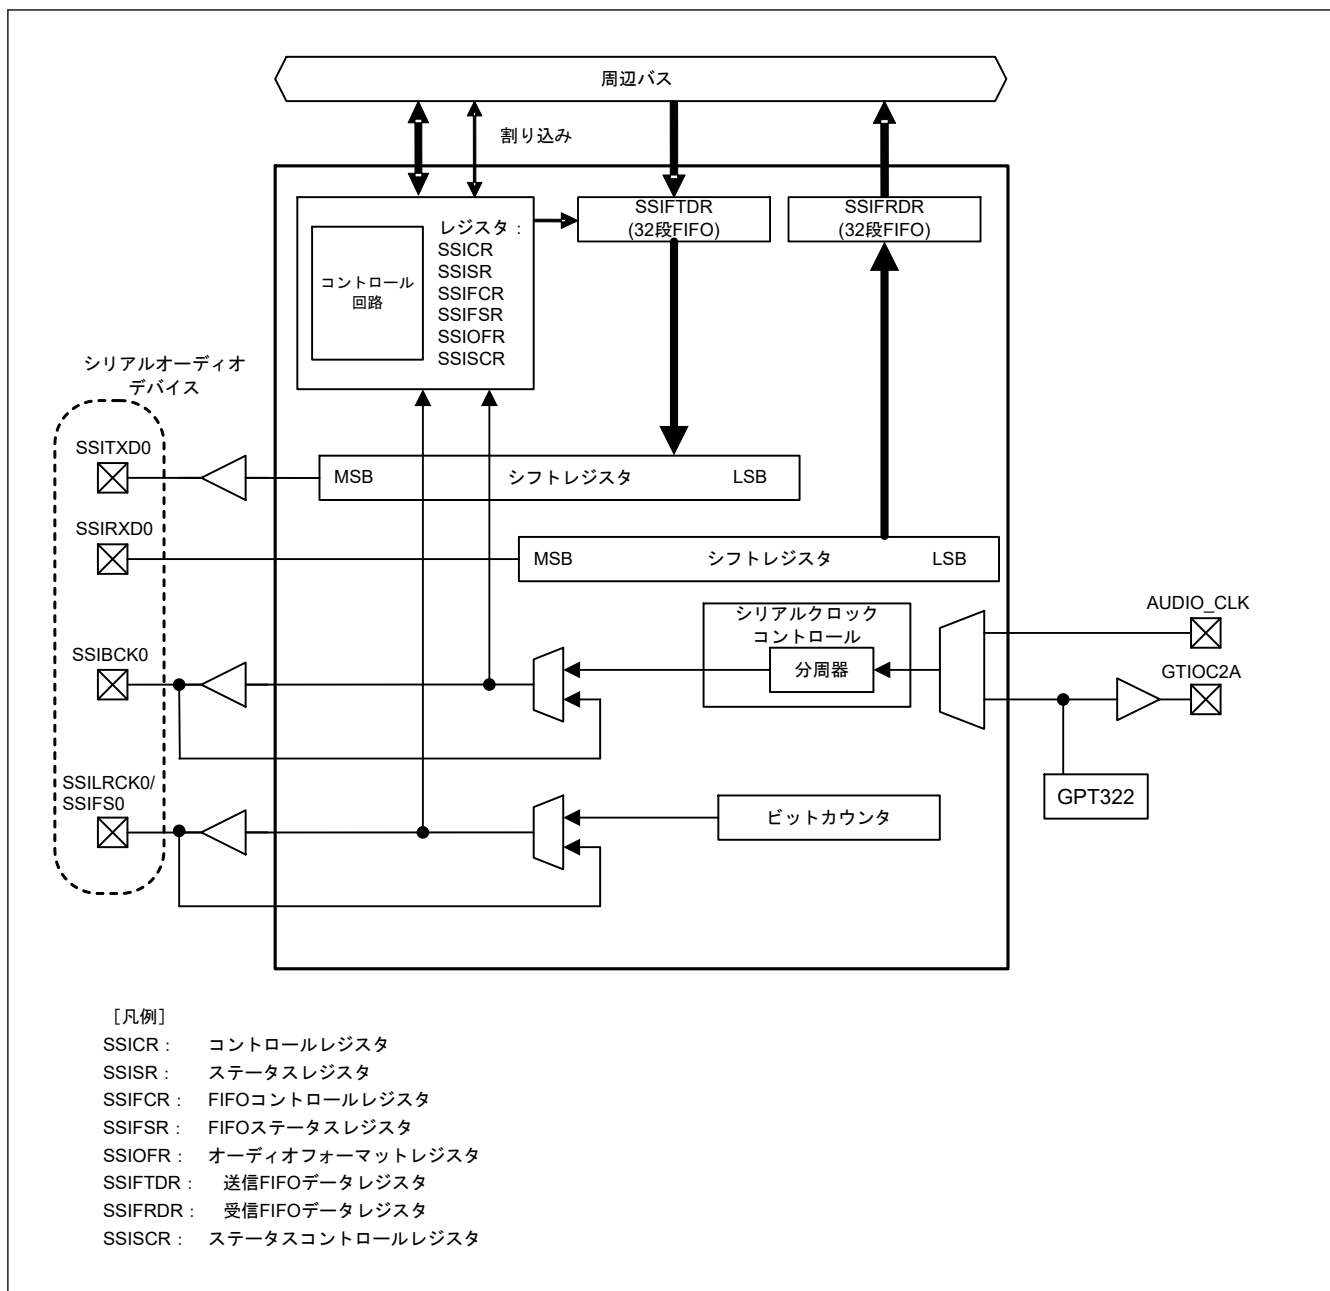 周辺バス
割り込み
SSIFTDR
(32段FIFO)
SSIFRDR
(32段FIFO)
レジスタ：
SSICR
SSISR
SSIFCR
SSIFSR
SSIOFR
SSISCR
コントロール
回路
シリアルオーディオ
デバイス
SSITXD0
MSB シフトレジスタ LSB
SSIRXD0
MSB シフトレジスタ LSB
シリアルクロック
コントロール
分周器
AUDIO_CLK
GTIOC2A
SSIBCK0
GPT322
SSILRCK0/
SSIFS0
ビットカウンタ
［凡例］
SSICR： コントロールレジスタ
SSISR： ステータスレジスタ
SSIFCR： FIFOコントロールレジスタ
SSIFSR： FIFOステータスレジスタ
SSIOFR： オーディオフォーマットレジスタ
SSIFTDR： 送信FIFOデータレジスタ
SSIFRDR： 受信FIFOデータレジスタ
SSISCR： ステータスコントロールレジスタ